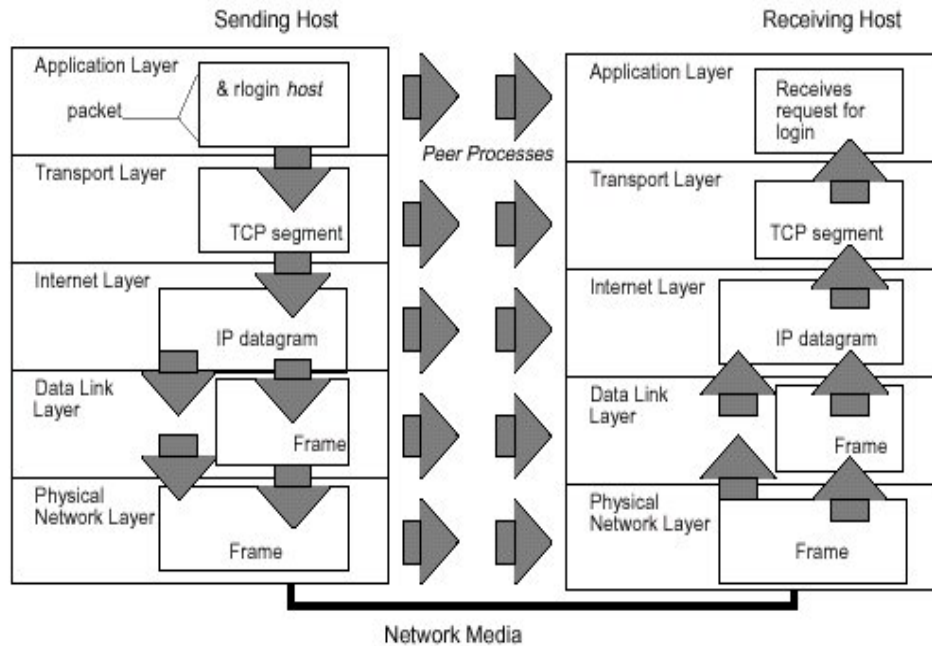 Sending Host
Receiving Host
Application Layer
packet
& rlogin host
Peer Processes
Transport Layer
TCP segment
Internet Layer
IP datagram
Data Link
Layer
Frame
Physical
Network Layer
Frame
Application Layer
Receives
request for
login
Transport Layer
TCP segment
Internet Layer
IP datagram
Data Link
Layer
Frame
Physical
Network Layer
Frame
Network Media